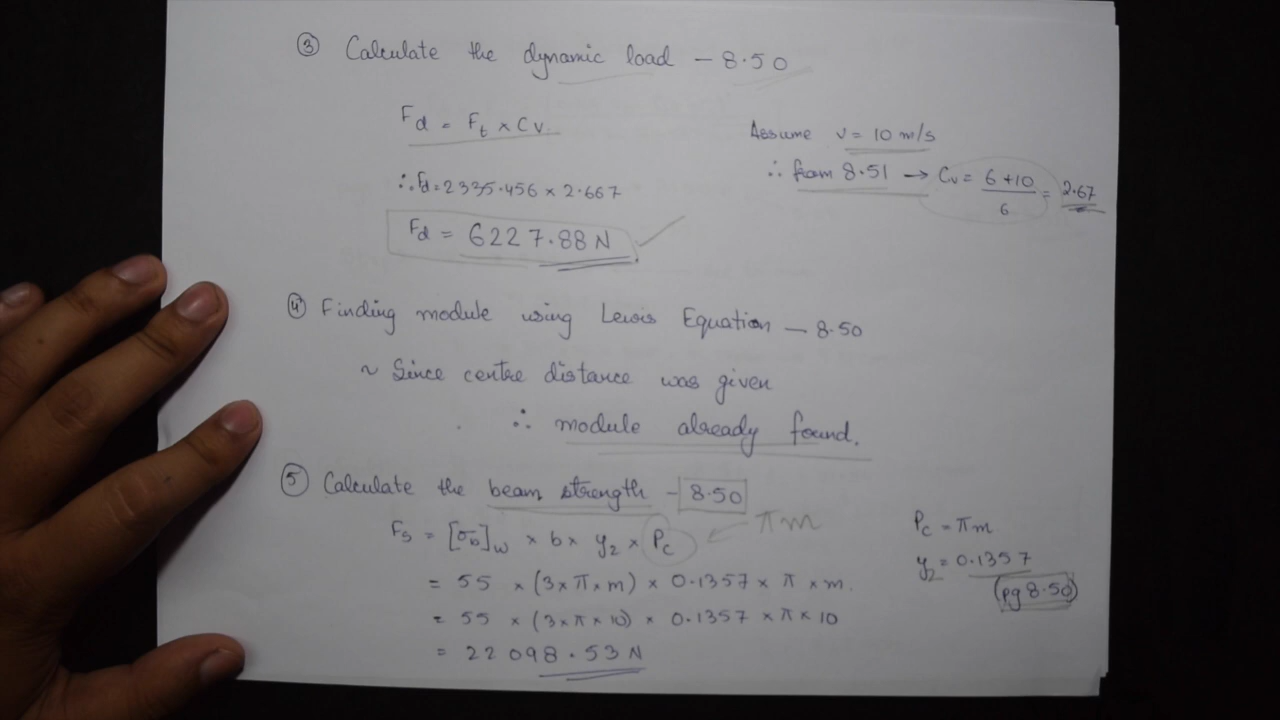 ③ Calculate the dynamic load - 8.50
Fd = Ft × Cv.
Assume v = 10 m/s
∴ from 8.51 → Cv = (6+10)/6 = 2.67
∴ Fd = 2335.456 × 2.667
Fd = 6227.88 N
④ Finding module using Lewis Equation - 8.50
~ Since centre distance was given
∴ module already found.
⑤ Calculate the beam strength - 8.50
Fs = [σb]w × b × y2 × Pc ← πm
Pc = πm
y2 = 0.1357
(pg 8.50)
= 55 × (3×π×m) × 0.1357 × π × m.
= 55 × (3×π×10) × 0.1357 × π × 10
= 22098.53 N